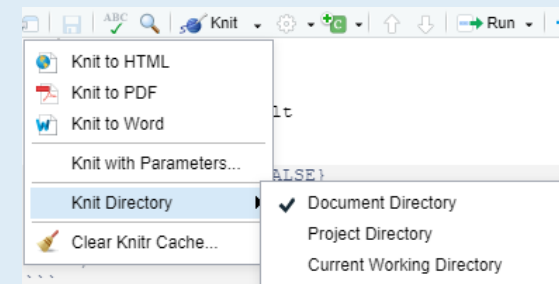 ABC Knit Run
Knit to HTML
Knit to PDF
W Knit to Word
lt
Knit with Parameters...
ALSE}
Knit Directory
Document Directory
Project Directory
Clear Knitr Cache...
Current Working Directory
```